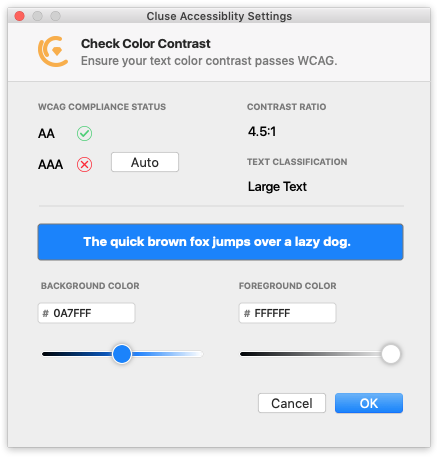 Cluse Accessiblity Settings
Check Color Contrast
Ensure your text color contrast passes WCAG.
WCAG COMPLIANCE STATUS
AA
AAA
Auto
CONTRAST RATIO
4.5:1
TEXT CLASSIFICATION
Large Text
The quick brown fox jumps over a lazy dog.
BACKGROUND COLOR
# 0A7FFF
FOREGROUND COLOR
# FFFFFF
Cancel
OK